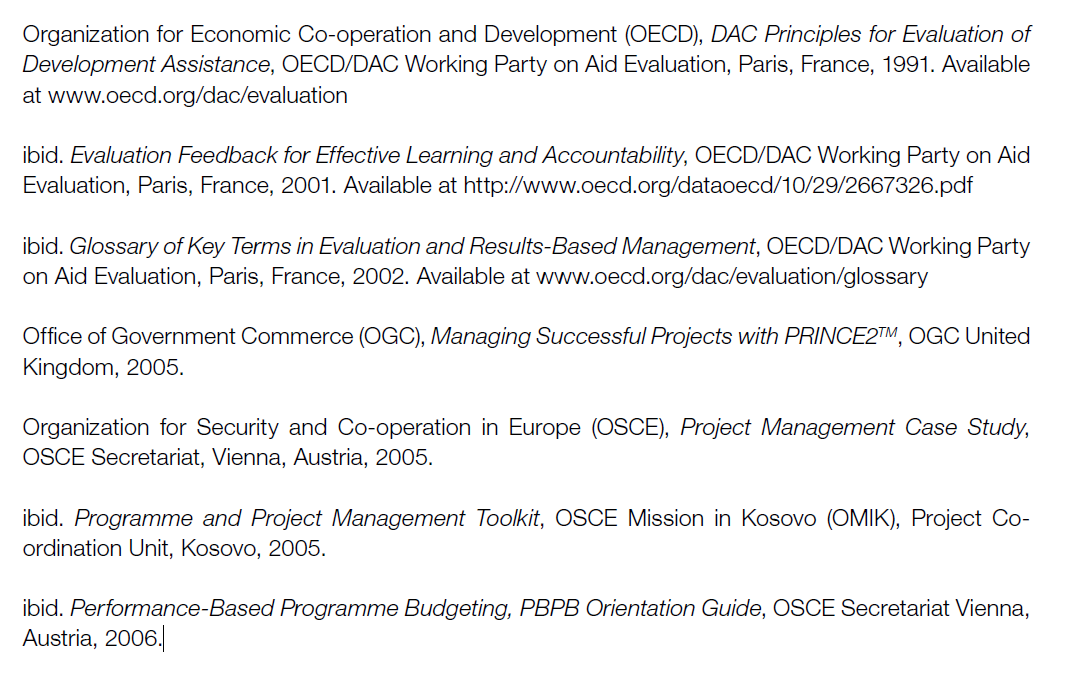 Organization for Economic Co-operation and Development (OECD), DAC Principles for Evaluation of
Development Assistance, OECD/DAC Working Party on Aid Evaluation, Paris, France, 1991. Available
at www.oecd.org/dac/evaluation
ibid. Evaluation Feedback for Effective Learning and Accountability, OECD/DAC Working Party on Aid
Evaluation, Paris, France, 2001. Available at http://www.oecd.org/dataoecd/10/29/2667326.pdf
ibid. Glossary of Key Terms in Evaluation and Results-Based Management, OECD/DAC Working Party
on Aid Evaluation, Paris, France, 2002. Available at www.oecd.org/dac/evaluation/glossary
Office of Government Commerce (OGC), Managing Successful Projects with PRINCE2™, OGC United
Kingdom, 2005.
Organization for Security and Co-operation in Europe (OSCE), Project Management Case Study,
OSCE Secretariat, Vienna, Austria, 2005.
ibid. Programme and Project Management Toolkit, OSCE Mission in Kosovo (OMIK), Project Co-
ordination Unit, Kosovo, 2005.
ibid. Performance-Based Programme Budgeting, PBPB Orientation Guide, OSCE Secretariat Vienna,
Austria, 2006.